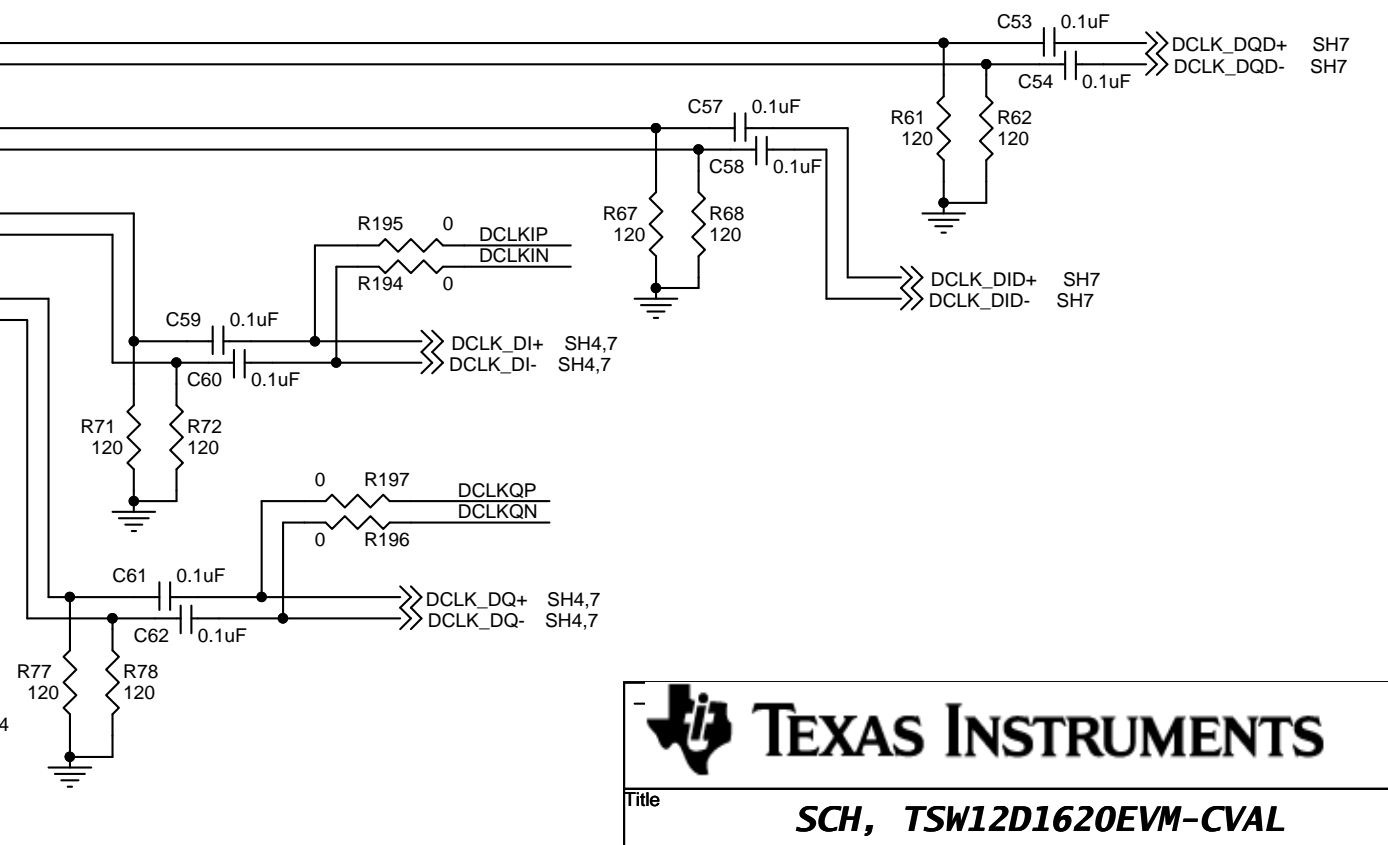 C53 0.1uF
DCLK_DQD+ SH7
DCLK_DQD- SH7
C54 0.1uF
C57 0.1uF
R61 120
R62 120
C58 0.1uF
R195 0 DCLKIP
DCLKIN
R194 0
R67 120
R68 120
DCLK_DID+ SH7
DCLK_DID- SH7
C59 0.1uF
DCLK_DI+ SH4,7
DCLK_DI- SH4,7
C60 0.1uF
R71 120
R72 120
0 R197 DCLKQP
DCLKQN
0 R196
C61 0.1uF
DCLK_DQ+ SH4,7
DCLK_DQ- SH4,7
C62 0.1uF
R77 120
R78 120
4
TEXAS INSTRUMENTS
Title
SCH, TSW12D1620EVM-CVAL